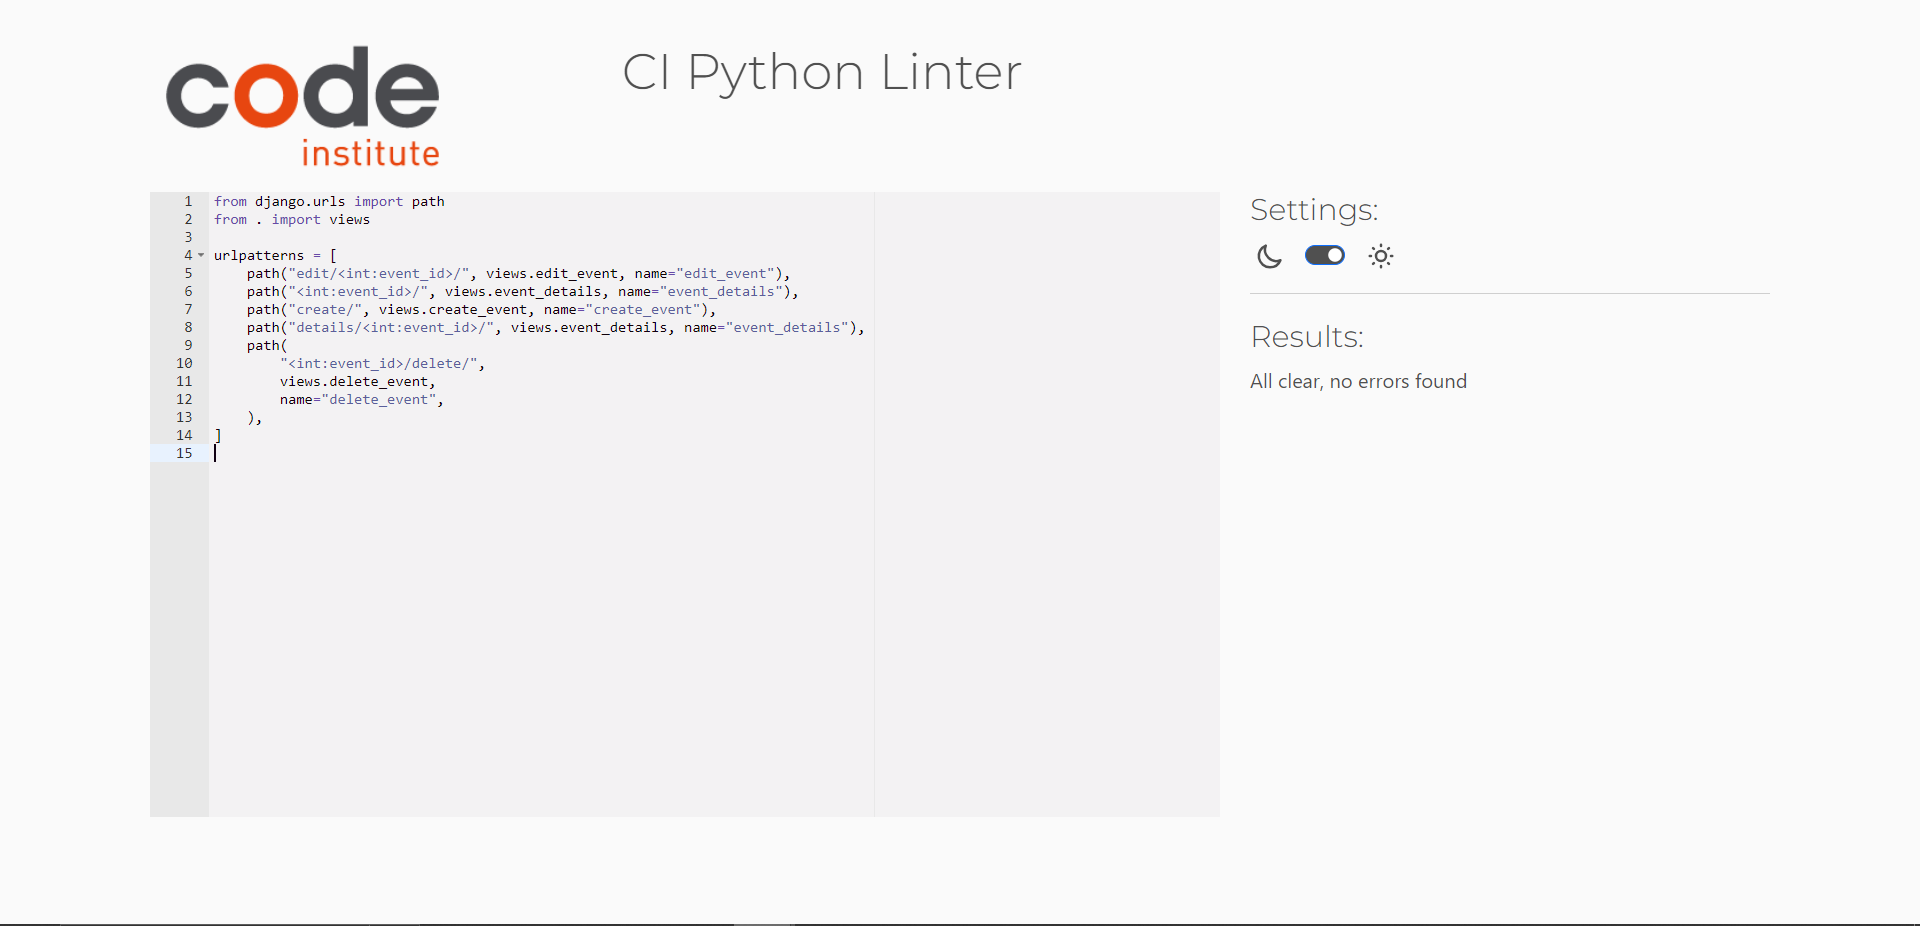 code
institute
CI Python Linter
1 from django.urls import path
2 from . import views
3
4 urlpatterns = [
5     path("edit/<int:event_id>/", views.edit_event, name="edit_event"),
6     path("<int:event_id>/", views.event_details, name="event_details"),
7     path("create/", views.create_event, name="create_event"),
8     path("details/<int:event_id>/", views.event_details, name="event_details"),
9     path(
10         "<int:event_id>/delete/",
11         views.delete_event,
12         name="delete_event",
13     ),
14 ]
15
Settings:
Results:
All clear, no errors found